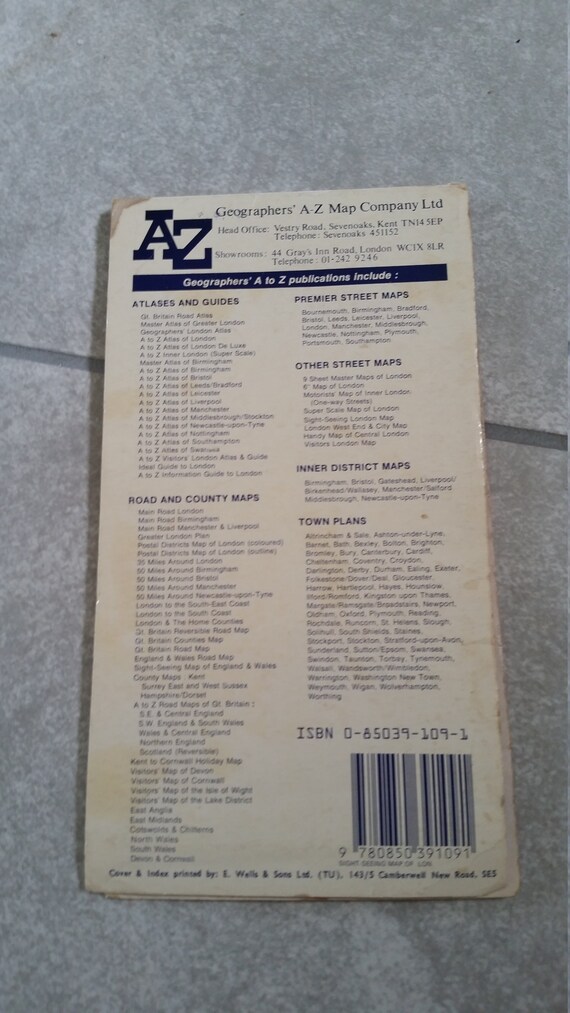 AZ
Geographers' A-Z Map Company Ltd
Head Office: Vestry Road, Sevenoaks, Kent TN14 5EP
Telephone: Sevenoaks 451152
Showrooms: 44 Gray's Inn Road, London WC1X 8LR
Telephone: 01-242 9246
Geographers' A to Z publications include :
ATLASES AND GUIDES
Gt. Britain Road Atlas
Master Atlas of Greater London
Geographers' London Atlas
A to Z Atlas of London
A to Z Atlas of London De Luxe
A to Z Inner London (Super Scale)
Master Atlas of Birmingham
A to Z Atlas of Birmingham
A to Z Atlas of Bristol
A to Z Atlas of Leeds/Bradford
A to Z Atlas of Leicester
A to Z Atlas of Liverpool
A to Z Atlas of Manchester
A to Z Atlas of Middlesbrough/Stockton
A to Z Atlas of Newcastle-upon-Tyne
A to Z Atlas of Nottingham
A to Z Atlas of Southampton
A to Z Atlas of Swansea
A to Z Visitors' London Atlas & Guide
Ideal Guide to London
A to Z Information Guide to London
ROAD AND COUNTY MAPS
Main Road London
Main Road Birmingham
Main Road Manchester & Liverpool
Greater London Plan
Postal Districts Map of London (coloured)
Postal Districts Map of London (outline)
30 Miles Around London
50 Miles Around Birmingham
50 Miles Around Bristol
50 Miles Around Manchester
50 Miles Around Newcastle-upon-Tyne
London to the South-East Coast
London to the South Coast
London & The Home Counties
Gt. Britain Reversible Road Map
Gt. Britain Counties Map
Gt. Britain Road Map
England & Wales Road Map
Sight-Seeing Map of England & Wales
County Maps : Kent
Surrey East and West Sussex
Hampshire/Dorset
A to Z Road Maps of Gt. Britain :
S.E. & Central England
S.W. England & South Wales
Wales & Central England
Northern England
Scotland (Reversible)
Kent to Cornwall Holiday Map
Visitors' Map of Devon
Visitors' Map of Cornwall
Visitors' Map of the Isle of Wight
Visitors' Map of the Lake District
East Anglia
East Midlands
Cotswolds & Chilterns
North Wales
South Wales
Devon & Cornwall
PREMIER STREET MAPS
Bournemouth, Birmingham, Bradford,
Bristol, Leeds, Leicester, Liverpool,
London, Manchester, Middlesbrough,
Newcastle, Nottingham, Plymouth,
Portsmouth, Southampton
OTHER STREET MAPS
9 Sheet Master Maps of London
6" Map of London
Motorists' Map of Inner London
(One-way Streets)
Super Scale Map of London
Sight-Seeing London Map
London West End & City Map
Handy Map of Central London
Visitors London Map
INNER DISTRICT MAPS
Birmingham, Bristol, Gateshead, Liverpool/
Birkenhead/Wallasey, Manchester/Salford
Middlesbrough, Newcastle-upon-Tyne
TOWN PLANS
Altrincham & Sale, Ashton-under-Lyne,
Barnet, Bath, Bexley, Bolton, Brighton,
Bromley, Bury, Canterbury, Cardiff,
Cheltenham, Coventry, Croydon,
Darlington, Derby, Durham, Ealing, Exeter,
Folkestone/Dover/Deal, Gloucester,
Harrow, Hartlepool, Hayes, Hounslow,
Ilford/Romford, Kingston upon Thames,
Margate/Ramsgate/Broadstairs, Newport,
Oldham, Oxford, Plymouth, Reading,
Rochdale, Runcorn, St. Helens, Slough,
Solihull, South Shields, Staines,
Stockport, Stockton, Stratford-upon-Avon,
Sunderland, Sutton/Epsom, Swansea,
Swindon, Taunton, Torbay, Tynemouth,
Walsall, Wandsworth/Wimbledon,
Warrington, Washington New Town,
Weymouth, Wigan, Wolverhampton,
Worthing
ISBN 0-85039-109-1
9 780850 391091
SIGHT SEEING MAP OF LON
Cover & Index printed by: E. Wells & Sons Ltd. (TU), 143/5 Camberwell New Road, SE5